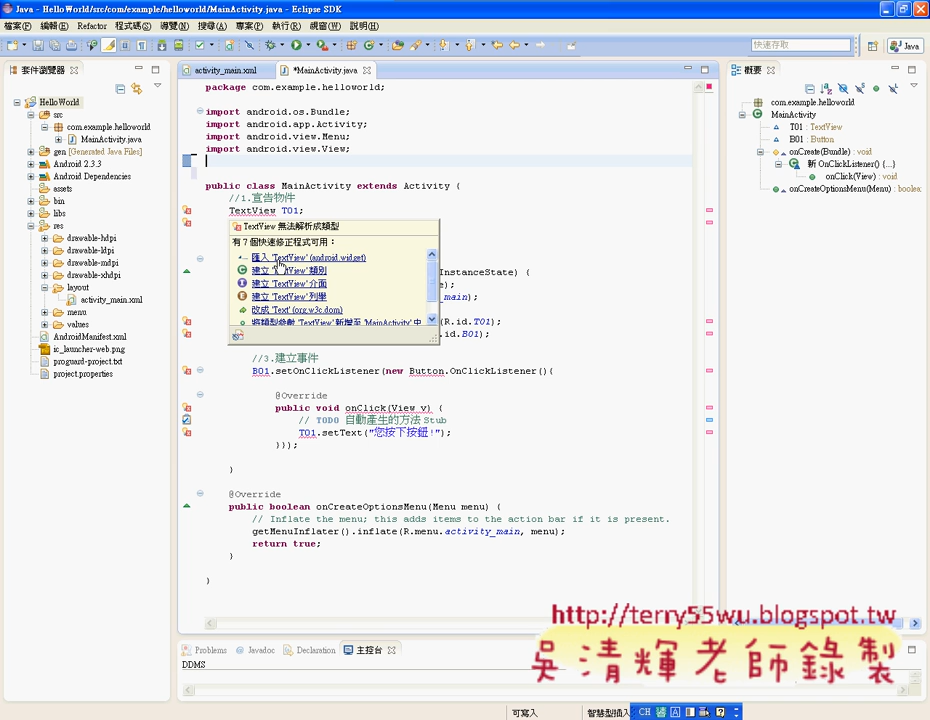 Java - HelloWorld/src/com/example/helloworld/MainActivity.java - Eclipse SDK
檔案(F) 編輯(E) Refactor 程式碼(S) 導覽(N) 搜尋(A) 專案(P) 執行(R) 視窗(W) 說明(H)
快速存取
Java
套件瀏覽器
activity_main.xml
*MainActivity.java
概要
HelloWorld
src
com.example.helloworld
MainActivity.java
gen [Generated Java Files]
Android 2.3.3
Android Dependencies
assets
bin
libs
res
drawable-hdpi
drawable-ldpi
drawable-mdpi
drawable-xhdpi
layout
activity_main.xml
menu
values
AndroidManifest.xml
ic_launcher-web.png
proguard-project.txt
project.properties
package com.example.helloworld;
import android.os.Bundle;
import android.app.Activity;
import android.view.Menu;
import android.view.View;
public class MainActivity extends Activity {
//1.宣告物件
TextView T01;
TextView 無法解析成類型
有 7 個快速修正程式可用：
匯入 'TextView' (android.widget)
建立 'TextView' 類別
建立 'TextView' 介面
建立 'TextView' 列舉
改成 'Text' (org.w3c.dom)
將類型參數 'TextView' 新增至 'MainActivity' 中
InstanceState) {
e);
_main);
(R.id.T01);
.id.B01);
//3.建立事件
B01.setOnClickListener(new Button.OnClickListener(){
@Override
public void onClick(View v) {
// TODO 自動產生的方法 Stub
T01.setText("您按下按鈕!");
}});
}
@Override
public boolean onCreateOptionsMenu(Menu menu) {
// Inflate the menu; this adds items to the action bar if it is present.
getMenuInflater().inflate(R.menu.activity_main, menu);
return true;
}
}
com.example.helloworld
MainActivity
T01 : TextView
B01 : Button
onCreate(Bundle) : void
新 OnClickListener() {...}
onClick(View) : void
onCreateOptionsMenu(Menu) : boolea
http://terry55wu.blogspot.tw
吳清輝老師錄製
Problems
Javadoc
Declaration
主控台
DDMS
可寫入
智慧型插入
CH